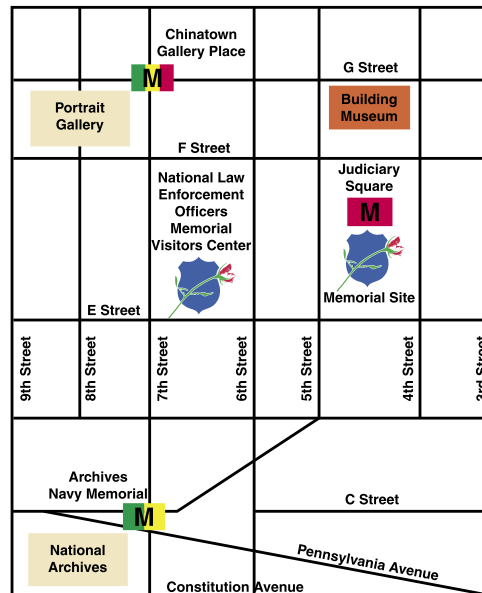 Chinatown
Gallery Place
M
G Street
Portrait
Gallery
Building
Museum
F Street
National Law
Enforcement
Officers
Memorial
Visitors Center
Judiciary
Square
M
Memorial Site
E Street
9th Street
8th Street
7th Street
6th Street
5th Street
4th Street
3rd Street
Archives
Navy Memorial
M
C Street
National
Archives
Pennsylvania Avenue
Constitution Avenue